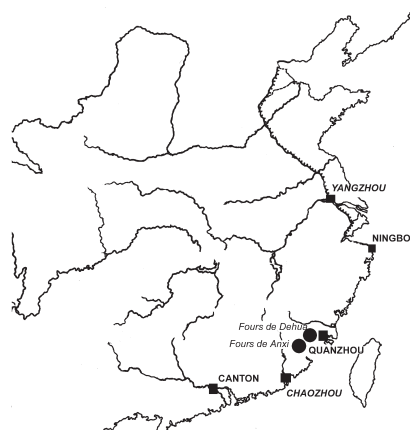 YANGZHOU
NINGBO
Fours de Dehua
Fours de Anxi
QUANZHOU
CANTON
CHAOZHOU